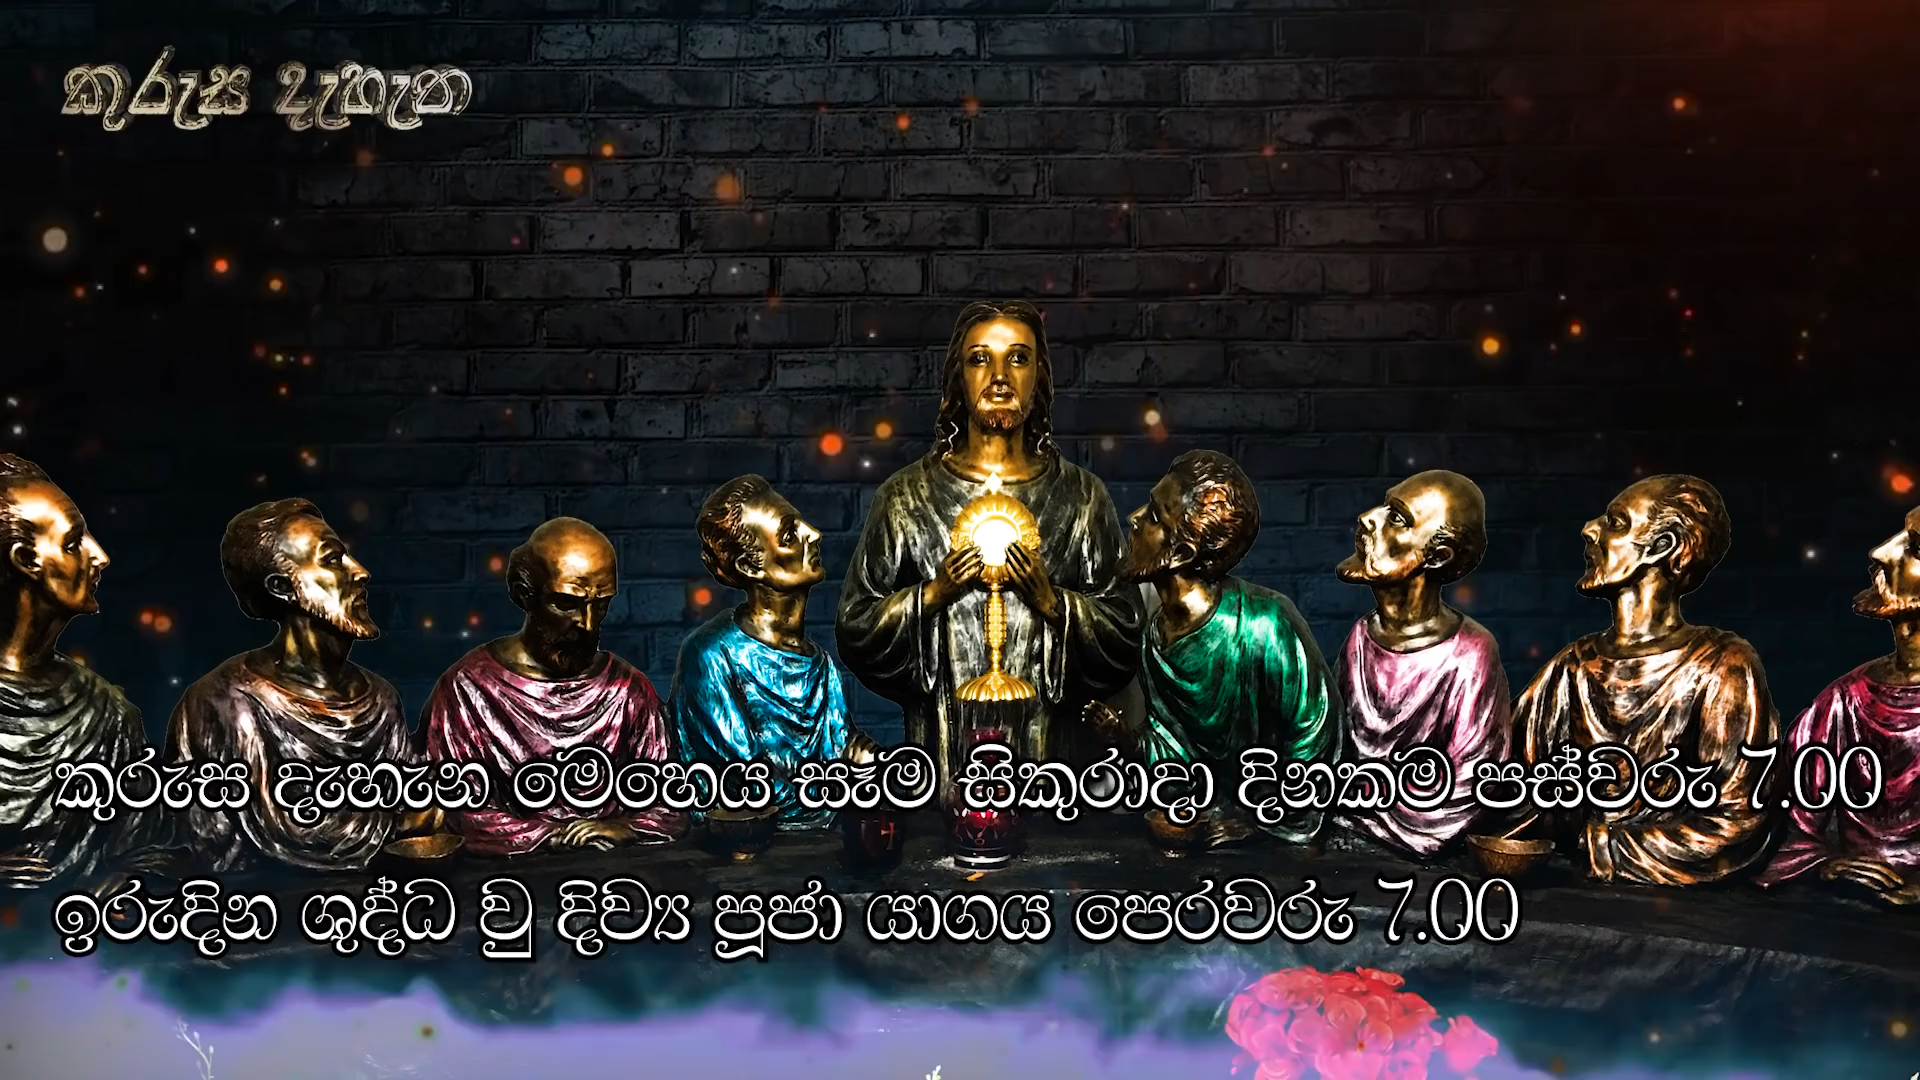 කුරුස දැහැන
කුරුස දැහැන මෙහෙය සෑම සිකුරාදා දිනකම පස්වරු 7.00
ඉරුදින ශුද්ධ වු දිව්‍ය පූජා යාගය පෙරවරු 7.00